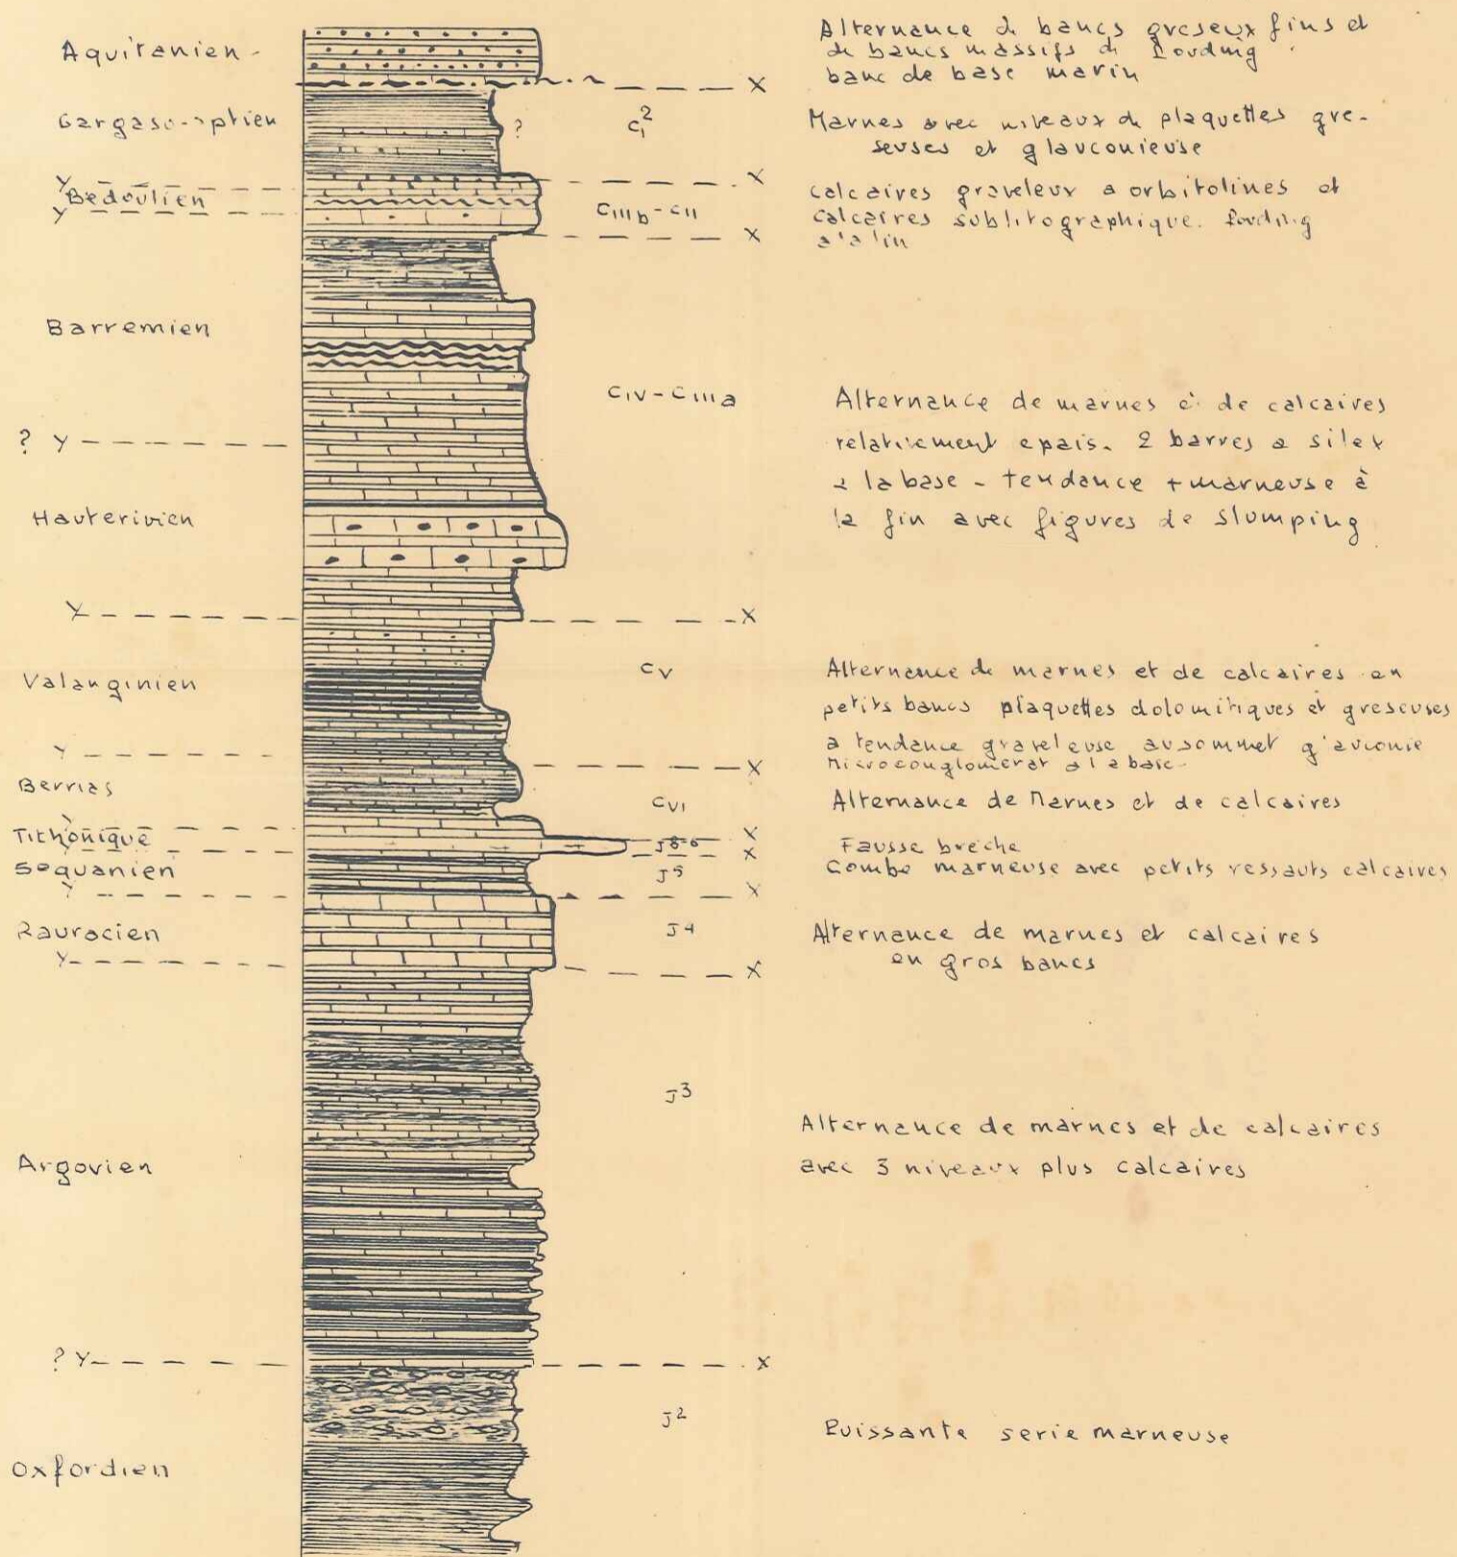 Aquitanien -
Alternance de bancs greseux fins et
de bancs massifs de Pouding
banc de base marin
x
Gargaso-aptien
? C1²
Marnes avec niveaux de plaquettes gre-
seuses et glauconieuse
Y x
Bedoulien
Y
CIIIb - CII
x
calcaires graveleux a orbitolines et
calcaires sublitographique. Pouding
Barremien
CIV - CIIIa
Alternance de marnes et de calcaires
relativement epais. 2 barres a silex
a la base - tendance + marneuse à
la fin avec figures de slumping
? Y
Hauterivien
Y x
Valanginien
CV
Alternance de marnes et de calcaires en
petits bancs plaquettes dolomitiques et greseuses
a tendance graveleuse au sommet glauconie
Microconglomerat a la base -
Y x
Berrias
CVI
Alternance de Marnes et de calcaires
Y x
Tithonique
J8-6
Fausse breche
Y x
Sequanien
J5
Combe marneuse avec petits ressauts calcaires
Y x
Rauracien
J4
Alternance de marnes et calcaires
en gros bancs
Y x
Argovien
J3
Alternance de marnes et de calcaires
avec 3 niveaux plus calcaires
? Y x
Oxfordien
J2
Puissante serie marneuse